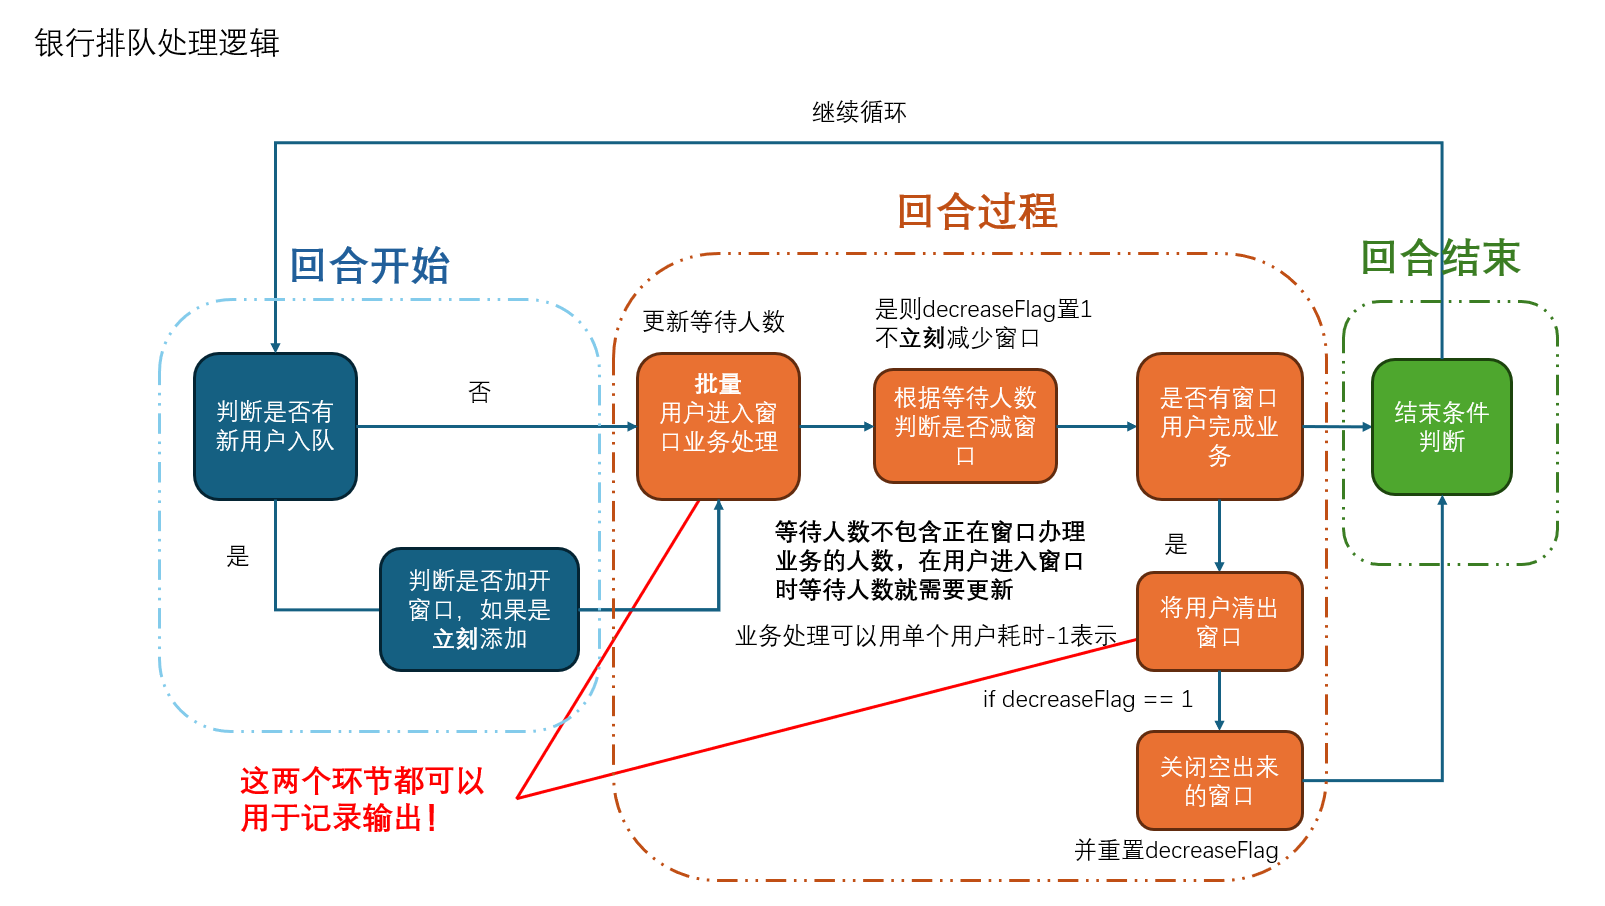 银行排队处理逻辑
继续循环
回合开始
回合过程
回合结束
更新等待人数
是则decreaseFlag置1
不立刻减少窗口
判断是否有
新用户入队
否
批量
用户进入窗
口业务处理
根据等待人数
判断是否减窗
口
是否有窗口
用户完成业
务
结束条件
判断
是
判断是否加开
窗口，如果是
立刻添加
等待人数不包含正在窗口办理
业务的人数，在用户进入窗口
时等待人数就需要更新
是
业务处理可以用单个用户耗时-1表示
将用户清出
窗口
if decreaseFlag == 1
这两个环节都可以
用于记录输出！
关闭空出来
的窗口
并重置decreaseFlag